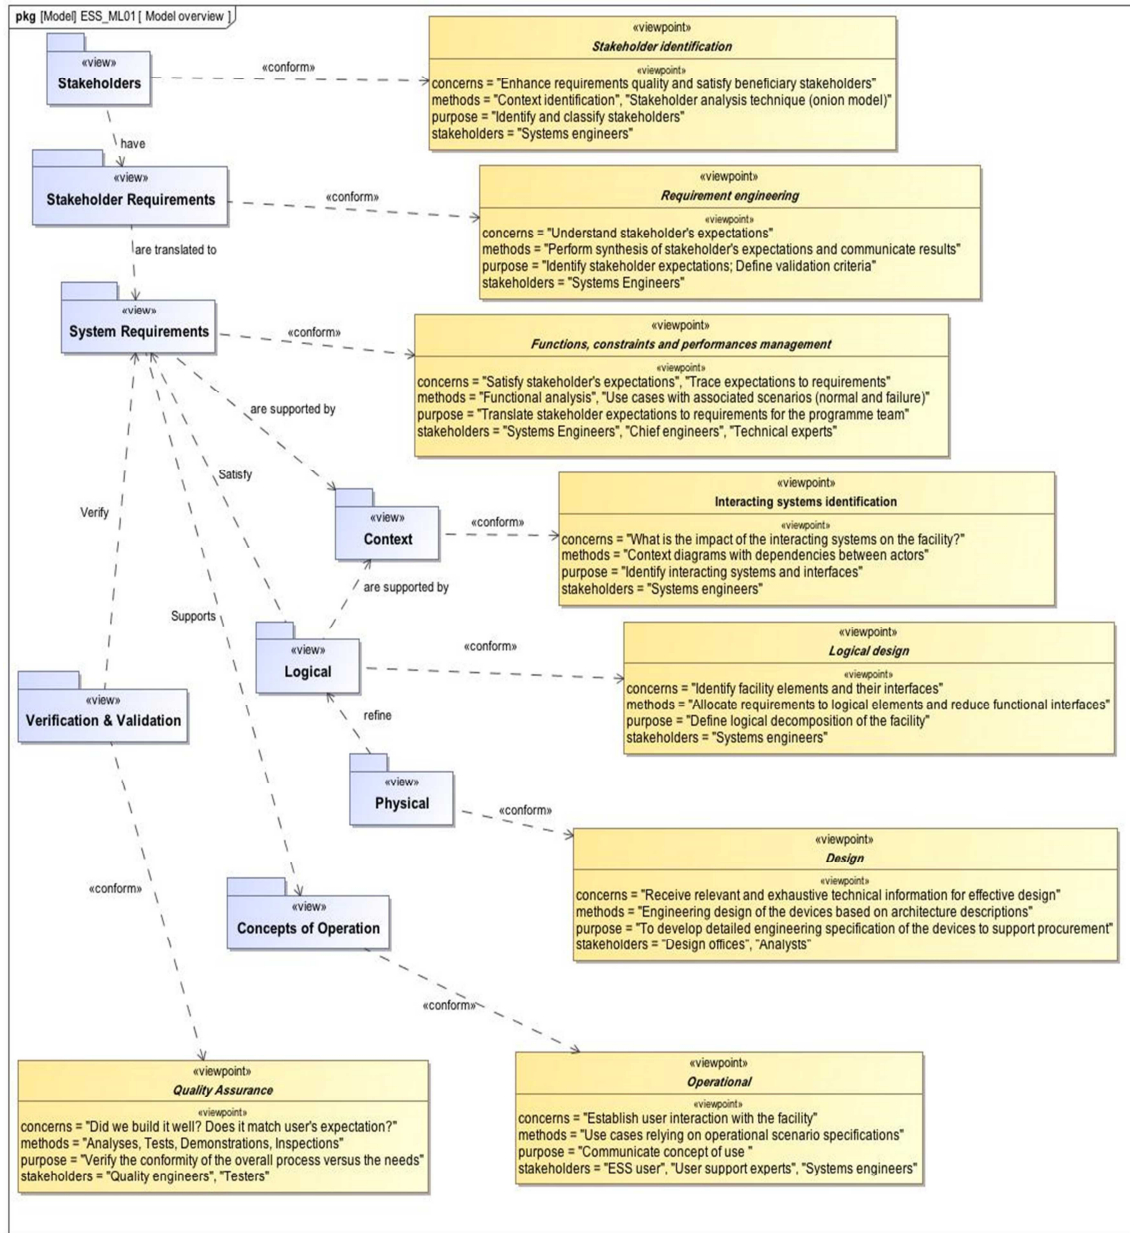 pkg [Model] ESS_ML01 [ Model overview ]
«view»
Stakeholders
«conform»
«viewpoint»
Stakeholder identification
«viewpoint»
concerns = "Enhance requirements quality and satisfy beneficiary stakeholders"
methods = "Context identification", "Stakeholder analysis technique (onion model)"
purpose = "Identify and classify stakeholders"
stakeholders = "Systems engineers"
have
«view»
Stakeholder Requirements
«conform»
«viewpoint»
Requirement engineering
«viewpoint»
concerns = "Understand stakeholder's expectations"
methods = "Perform synthesis of stakeholder's expectations and communicate results"
purpose = "Identify stakeholder expectations; Define validation criteria"
stakeholders = "Systems Engineers"
are translated to
«view»
System Requirements
«conform»
«viewpoint»
Functions, constraints and performances management
«viewpoint»
concerns = "Satisfy stakeholder's expectations", "Trace expectations to requirements"
methods = "Functional analysis", "Use cases with associated scenarios (normal and failure)"
purpose = "Translate stakeholder expectations to requirements for the programme team"
stakeholders = "Systems Engineers", "Chief engineers", "Technical experts"
are supported by
Satisfy
Verify
Supports
«view»
Context
«conform»
«viewpoint»
Interacting systems identification
«viewpoint»
concerns = "What is the impact of the interacting systems on the facility?"
methods = "Context diagrams with dependencies between actors"
purpose = "Identify interacting systems and interfaces"
stakeholders = "Systems engineers"
are supported by
«view»
Logical
«conform»
«viewpoint»
Logical design
«viewpoint»
concerns = "Identify facility elements and their interfaces"
methods = "Allocate requirements to logical elements and reduce functional interfaces"
purpose = "Define logical decomposition of the facility"
stakeholders = "Systems engineers"
«view»
Verification & Validation
refine
«view»
Physical
«conform»
«viewpoint»
Design
«viewpoint»
concerns = "Receive relevant and exhaustive technical information for effective design"
methods = "Engineering design of the devices based on architecture descriptions"
purpose = "To develop detailed engineering specification of the devices to support procurement"
stakeholders = "Design offices", "Analysts"
«conform»
«view»
Concepts of Operation
«conform»
«viewpoint»
Quality Assurance
«viewpoint»
concerns = "Did we build it well? Does it match user's expectation?"
methods = "Analyses, Tests, Demonstrations, Inspections"
purpose = "Verify the conformity of the overall process versus the needs"
stakeholders = "Quality engineers", "Testers"
«viewpoint»
Operational
«viewpoint»
concerns = "Establish user interaction with the facility"
methods = "Use cases relying on operational scenario specifications"
purpose = "Communicate concept of use "
stakeholders = "ESS user", "User support experts", "Systems engineers"